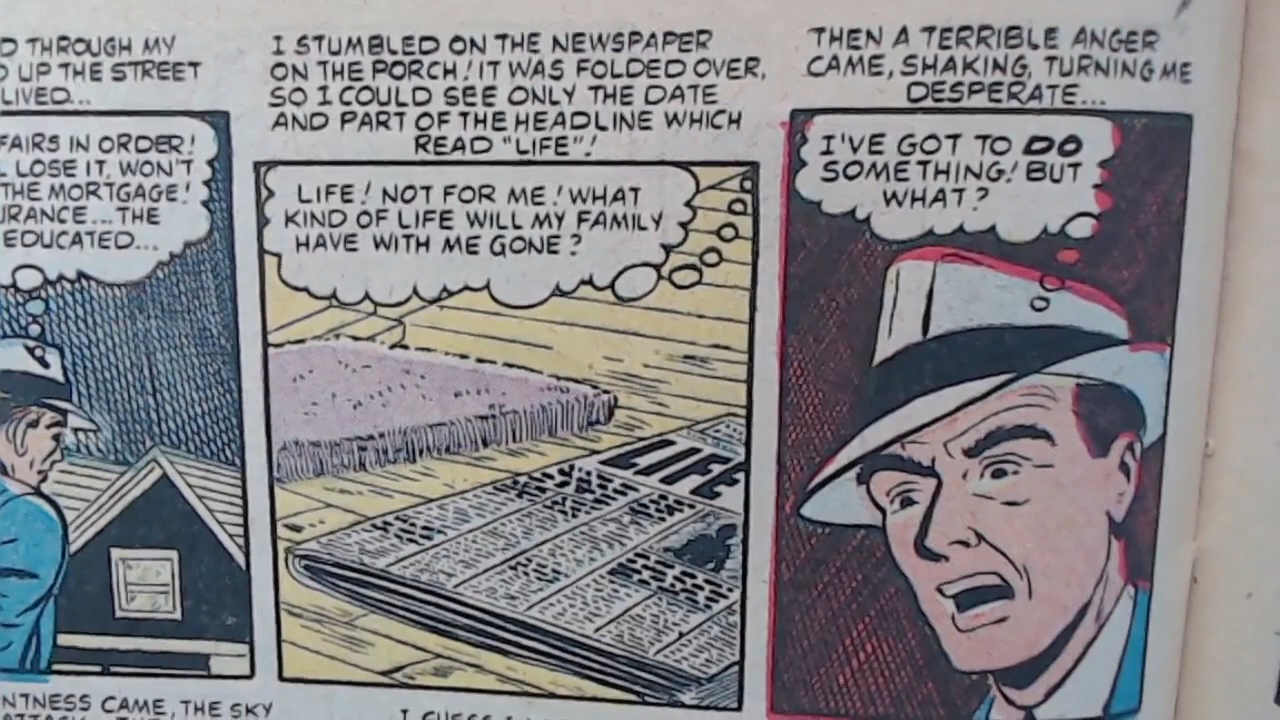 D THROUGH MY
UP THE STREET
LIVED...
FAIRS IN ORDER!
LOSE IT, WON'T
THE MORTGAGE!
URANCE... THE
EDUCATED...
NTNESS CAME, THE SKY
I STUMBLED ON THE NEWSPAPER
ON THE PORCH! IT WAS FOLDED OVER,
SO I COULD SEE ONLY THE DATE
AND PART OF THE HEADLINE WHICH
READ "LIFE"!
LIFE! NOT FOR ME! WHAT
KIND OF LIFE WILL MY FAMILY
HAVE WITH ME GONE?
LIFE
THEN A TERRIBLE ANGER
CAME, SHAKING, TURNING ME
DESPERATE...
I'VE GOT TO DO
SOMETHING! BUT
WHAT?